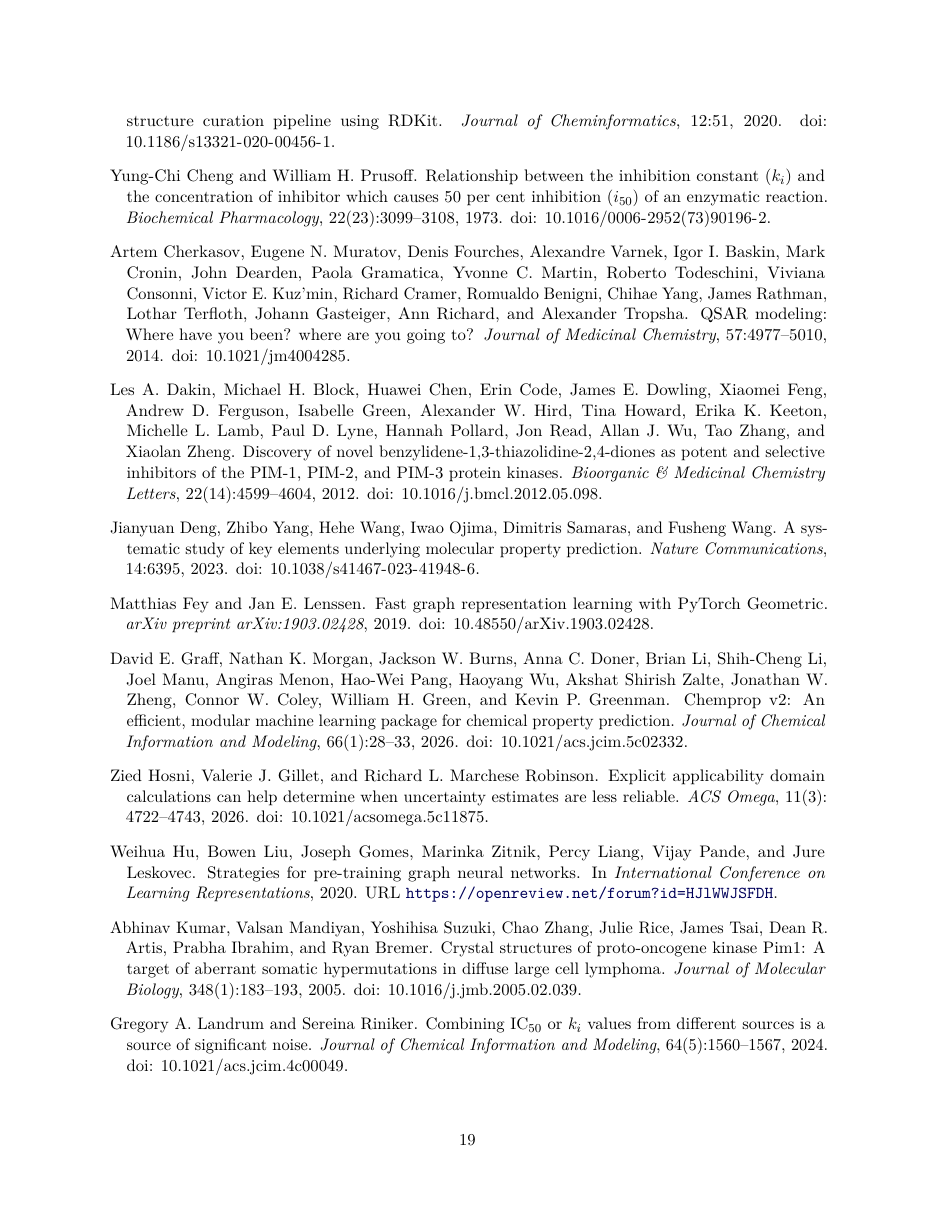 structure curation pipeline using RDKit. Journal of Cheminformatics, 12:51, 2020. doi:
10.1186/s13321-020-00456-1.
Yung-Chi Cheng and William H. Prusoff. Relationship between the inhibition constant (ki) and
the concentration of inhibitor which causes 50 per cent inhibition (i50) of an enzymatic reaction.
Biochemical Pharmacology, 22(23):3099–3108, 1973. doi: 10.1016/0006-2952(73)90196-2.
Artem Cherkasov, Eugene N. Muratov, Denis Fourches, Alexandre Varnek, Igor I. Baskin, Mark
Cronin, John Dearden, Paola Gramatica, Yvonne C. Martin, Roberto Todeschini, Viviana
Consonni, Victor E. Kuz'min, Richard Cramer, Romualdo Benigni, Chihae Yang, James Rathman,
Lothar Terfloth, Johann Gasteiger, Ann Richard, and Alexander Tropsha. QSAR modeling:
Where have you been? where are you going to? Journal of Medicinal Chemistry, 57:4977–5010,
2014. doi: 10.1021/jm4004285.
Les A. Dakin, Michael H. Block, Huawei Chen, Erin Code, James E. Dowling, Xiaomei Feng,
Andrew D. Ferguson, Isabelle Green, Alexander W. Hird, Tina Howard, Erika K. Keeton,
Michelle L. Lamb, Paul D. Lyne, Hannah Pollard, Jon Read, Allan J. Wu, Tao Zhang, and
Xiaolan Zheng. Discovery of novel benzylidene-1,3-thiazolidine-2,4-diones as potent and selective
inhibitors of the PIM-1, PIM-2, and PIM-3 protein kinases. Bioorganic & Medicinal Chemistry
Letters, 22(14):4599–4604, 2012. doi: 10.1016/j.bmcl.2012.05.098.
Jianyuan Deng, Zhibo Yang, Hehe Wang, Iwao Ojima, Dimitris Samaras, and Fusheng Wang. A sys-
tematic study of key elements underlying molecular property prediction. Nature Communications,
14:6395, 2023. doi: 10.1038/s41467-023-41948-6.
Matthias Fey and Jan E. Lenssen. Fast graph representation learning with PyTorch Geometric.
arXiv preprint arXiv:1903.02428, 2019. doi: 10.48550/arXiv.1903.02428.
David E. Graff, Nathan K. Morgan, Jackson W. Burns, Anna C. Doner, Brian Li, Shih-Cheng Li,
Joel Manu, Angiras Menon, Hao-Wei Pang, Haoyang Wu, Akshat Shirish Zalte, Jonathan W.
Zheng, Connor W. Coley, William H. Green, and Kevin P. Greenman. Chemprop v2: An
efficient, modular machine learning package for chemical property prediction. Journal of Chemical
Information and Modeling, 66(1):28–33, 2026. doi: 10.1021/acs.jcim.5c02332.
Zied Hosni, Valerie J. Gillet, and Richard L. Marchese Robinson. Explicit applicability domain
calculations can help determine when uncertainty estimates are less reliable. ACS Omega, 11(3):
4722–4743, 2026. doi: 10.1021/acsomega.5c11875.
Weihua Hu, Bowen Liu, Joseph Gomes, Marinka Zitnik, Percy Liang, Vijay Pande, and Jure
Leskovec. Strategies for pre-training graph neural networks. In International Conference on
Learning Representations, 2020. URL https://openreview.net/forum?id=HJlWWJSFDH.
Abhinav Kumar, Valsan Mandiyan, Yoshihisa Suzuki, Chao Zhang, Julie Rice, James Tsai, Dean R.
Artis, Prabha Ibrahim, and Ryan Bremer. Crystal structures of proto-oncogene kinase Pim1: A
target of aberrant somatic hypermutations in diffuse large cell lymphoma. Journal of Molecular
Biology, 348(1):183–193, 2005. doi: 10.1016/j.jmb.2005.02.039.
Gregory A. Landrum and Sereina Riniker. Combining IC50 or ki values from different sources is a
source of significant noise. Journal of Chemical Information and Modeling, 64(5):1560–1567, 2024.
doi: 10.1021/acs.jcim.4c00049.
19